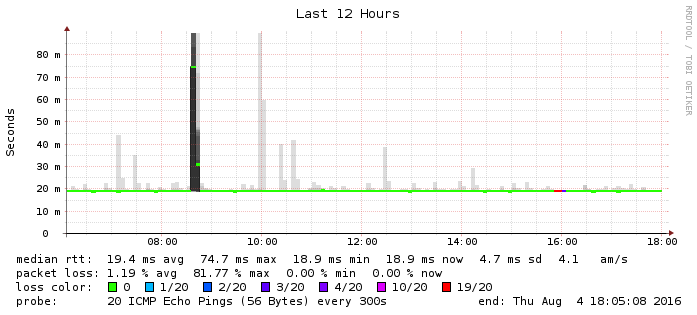 Last 12 Hours
RRDTOOL / TOBI OETIKER
Seconds
80 m
70 m
60 m
50 m
40 m
30 m
20 m
10 m
0
08:00 10:00 12:00 14:00 16:00 18:00
median rtt: 19.4 ms avg 74.7 ms max 18.9 ms min 18.9 ms now 4.7 ms sd 4.1 am/s
packet loss: 1.19 % avg 81.77 % max 0.00 % min 0.00 % now
loss color: 0 1/20 2/20 3/20 4/20 10/20 19/20
probe: 20 ICMP Echo Pings (56 Bytes) every 300s end: Thu Aug 4 18:05:08 2016